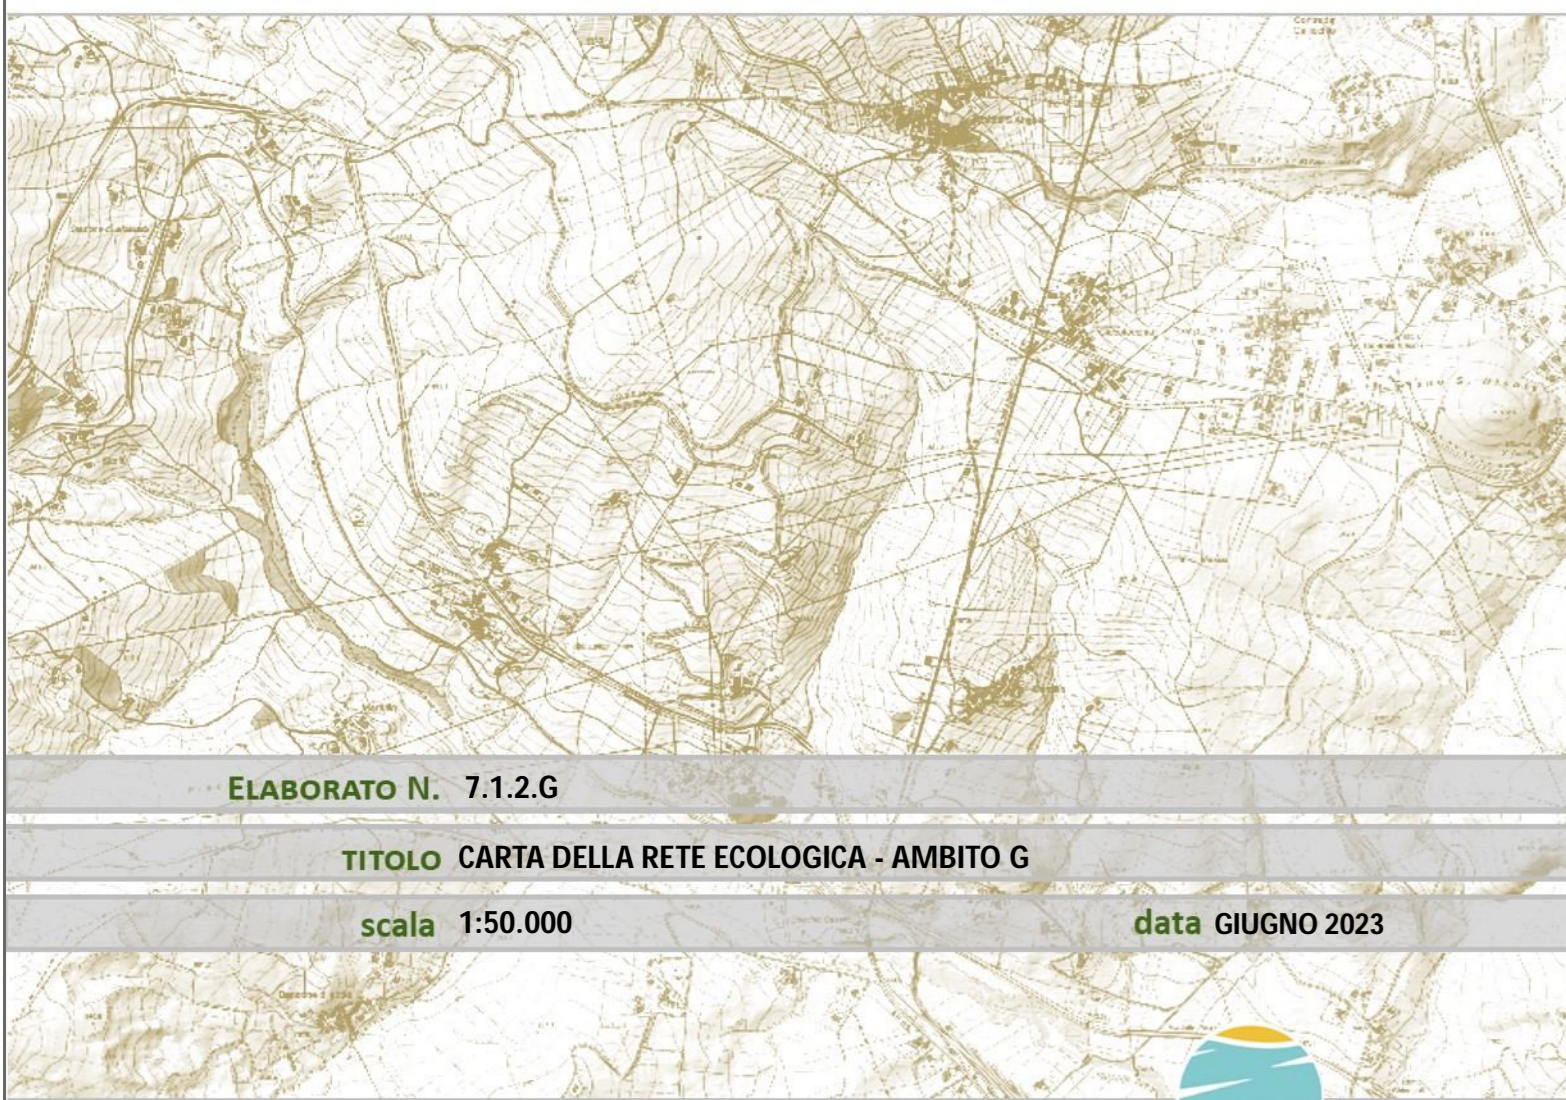 ELABORATO N. 7.1.2.G
TITOLO CARTA DELLA RETE ECOLOGICA - AMBITO G
scala 1:50.000 data GIUGNO 2023